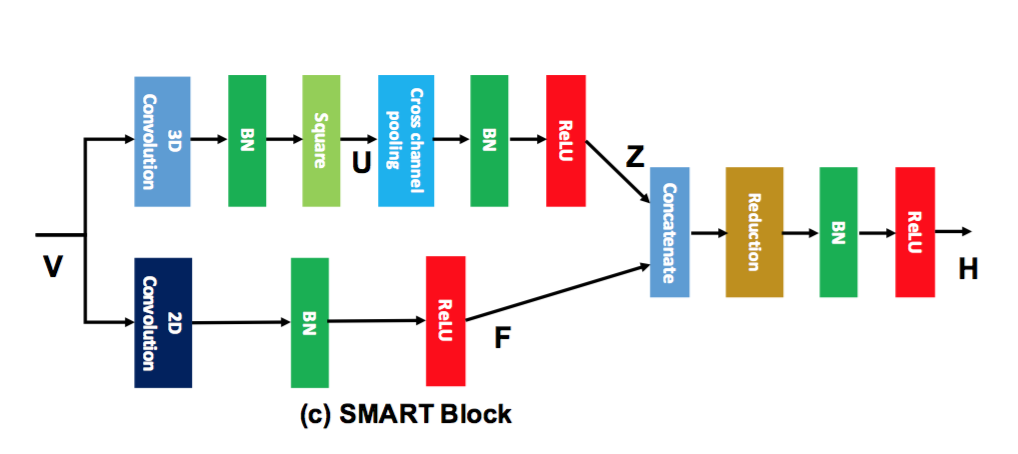 3D
Convolution
BN
Square
U
Cross channel
pooling
BN
ReLU
Z
V
2D
Convolution
BN
ReLU
F
Concatenate
Reduction
BN
ReLU
H
(c) SMART Block